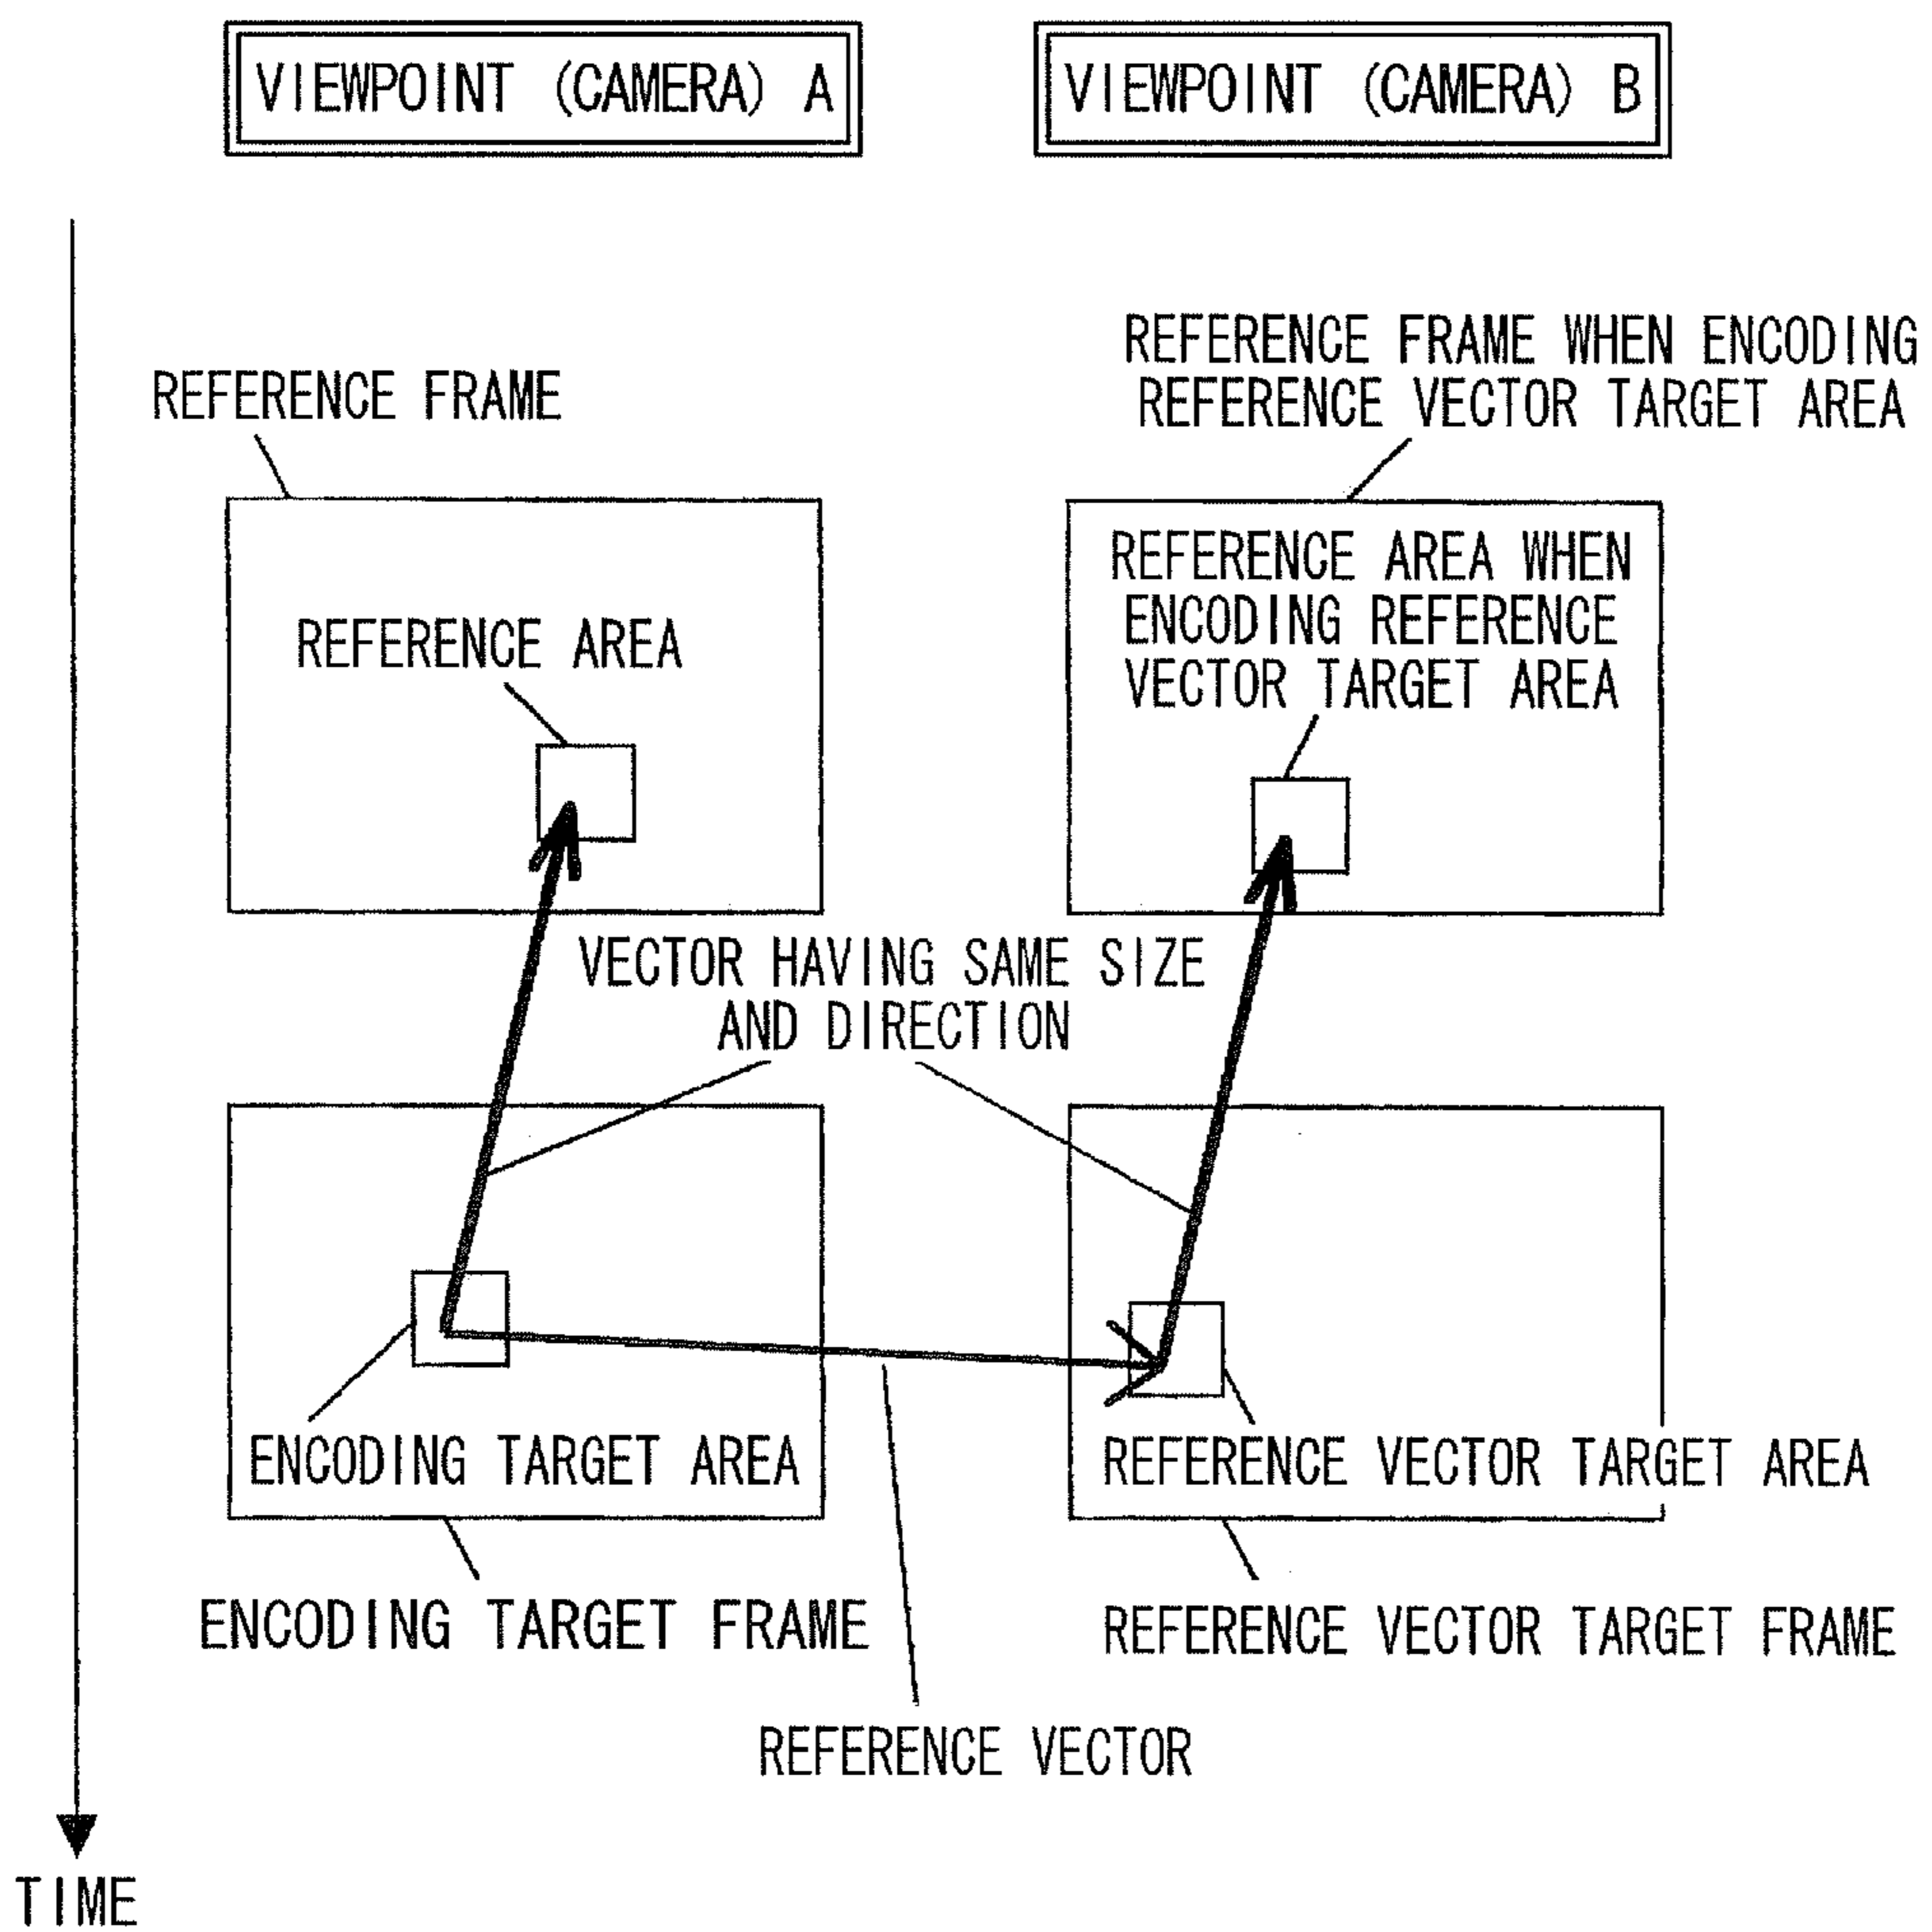 VIEWPOINT (CAMERA) A
VIEWPOINT (CAMERA) B
REFERENCE FRAME
REFERENCE FRAME WHEN ENCODING
REFERENCE VECTOR TARGET AREA
REFERENCE AREA
REFERENCE AREA WHEN
ENCODING REFERENCE
VECTOR TARGET AREA
VECTOR HAVING SAME SIZE
AND DIRECTION
ENCODING TARGET AREA
REFERENCE VECTOR TARGET AREA
ENCODING TARGET FRAME
REFERENCE VECTOR TARGET FRAME
REFERENCE VECTOR
TIME